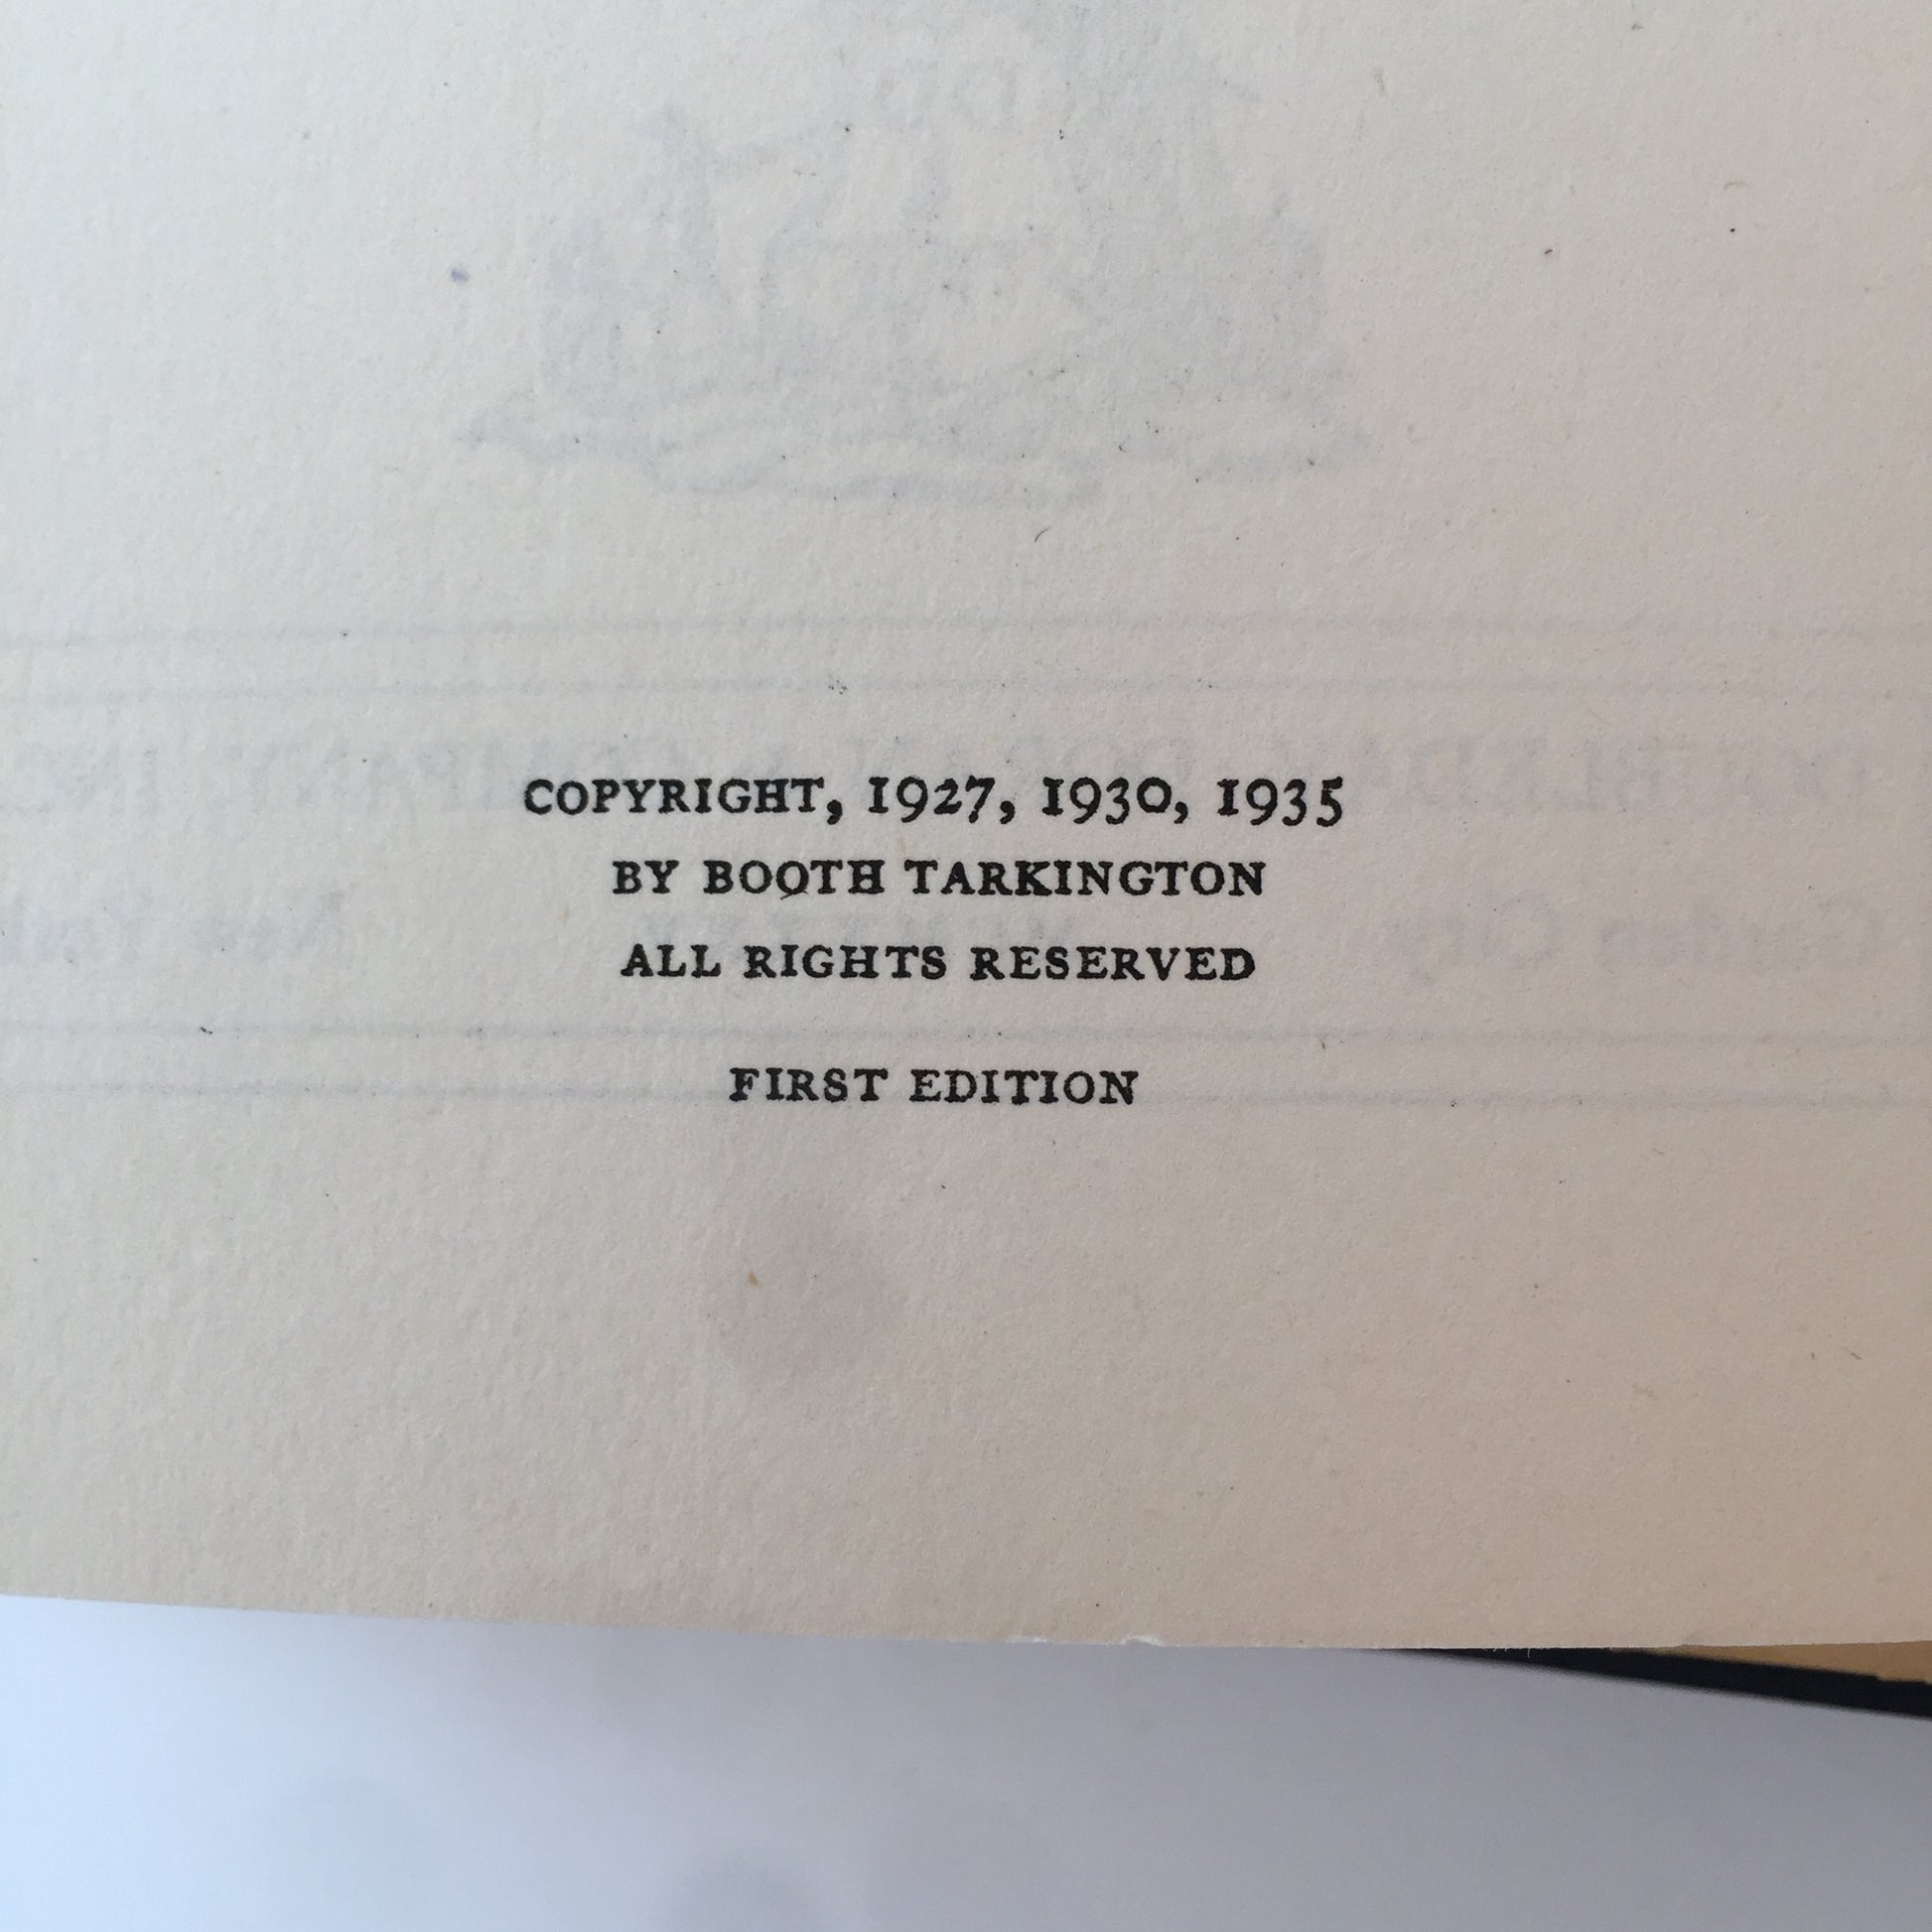 COPYRIGHT, 1927, 1930, 1935
BY BOOTH TARKINGTON
ALL RIGHTS RESERVED
FIRST EDITION